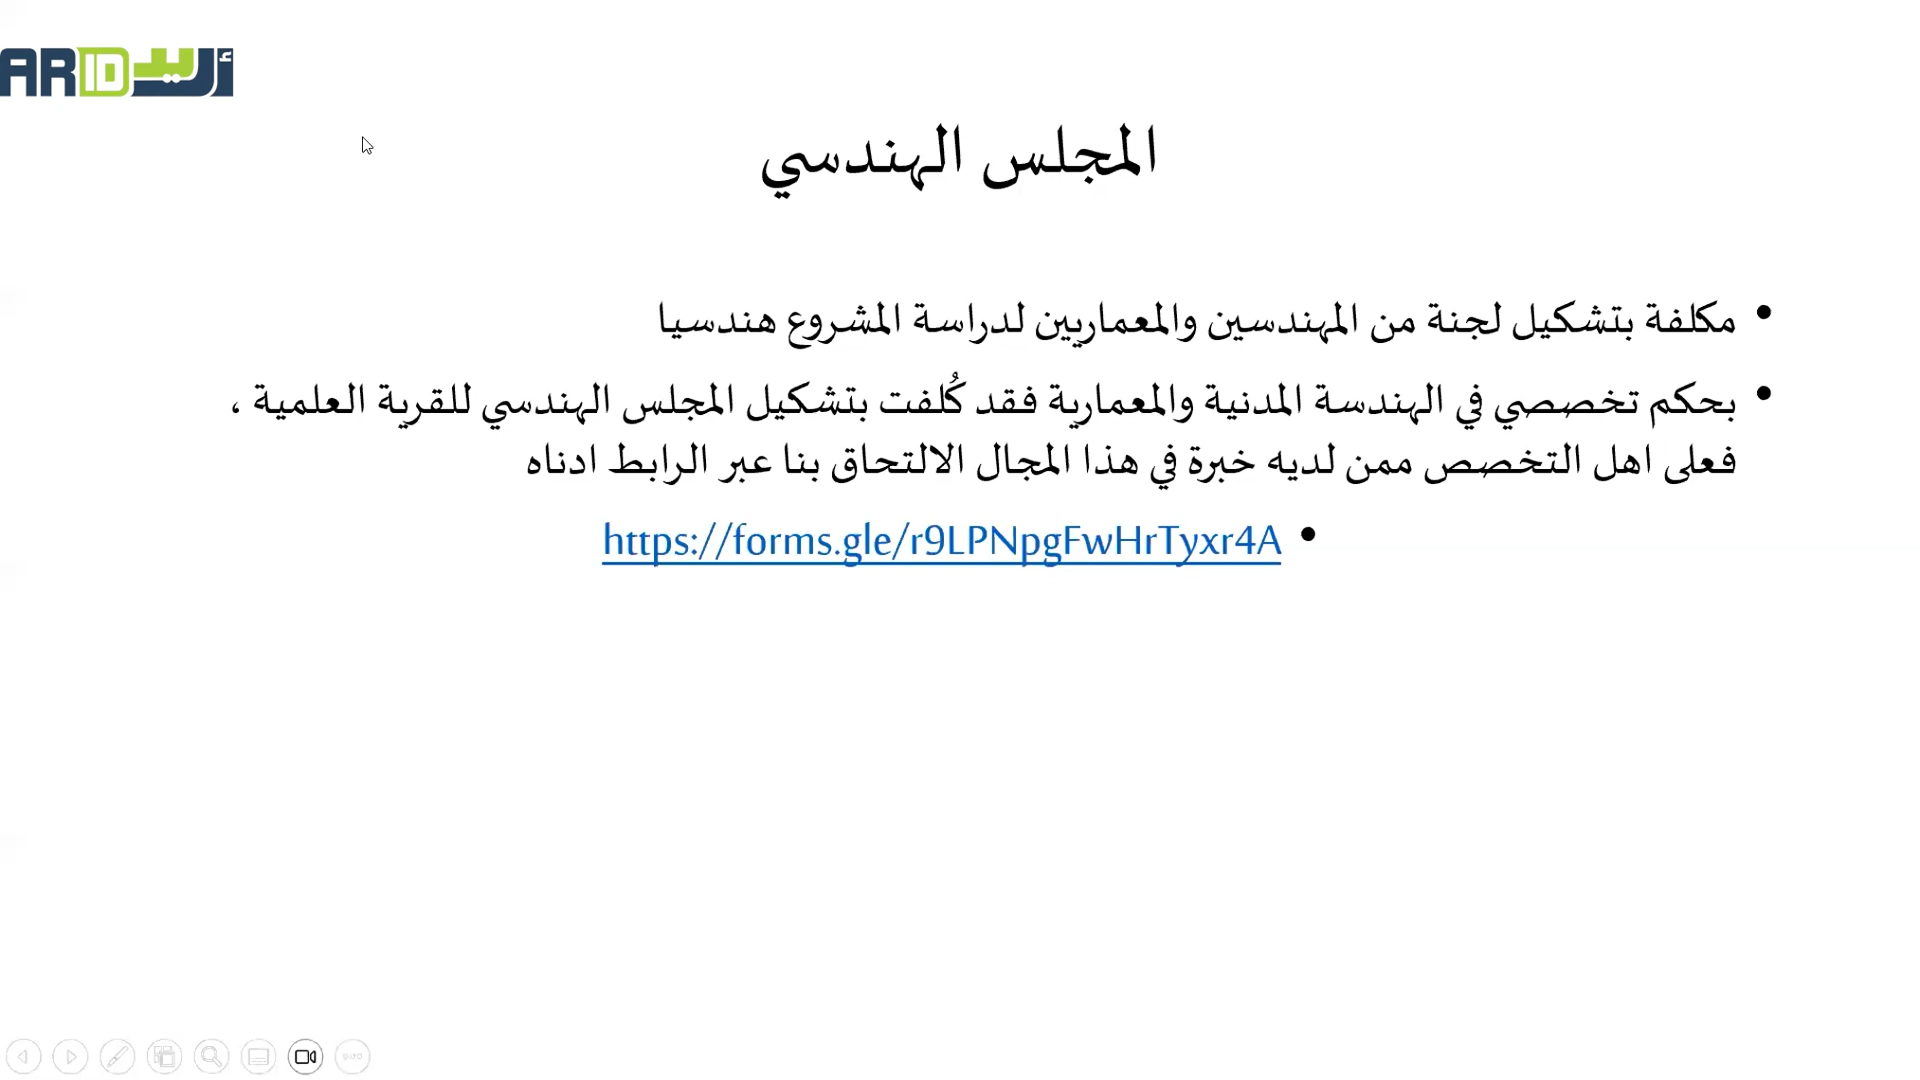 ARID أريد
المجلس الهندسي
• مكلفة بتشكيل لجنة من المهندسين والمعماريين لدراسة المشروع هندسيا
• بحكم تخصصي في الهندسة المدنية والمعمارية فقد كُلفت بتشكيل المجلس الهندسي للقرية العلمية ،
فعلى اهل التخصص ممن لديه خبرة في هذا المجال الالتحاق بنا عبر الرابط ادناه
• https://forms.gle/r9LPNpgFwHrTyxr4A